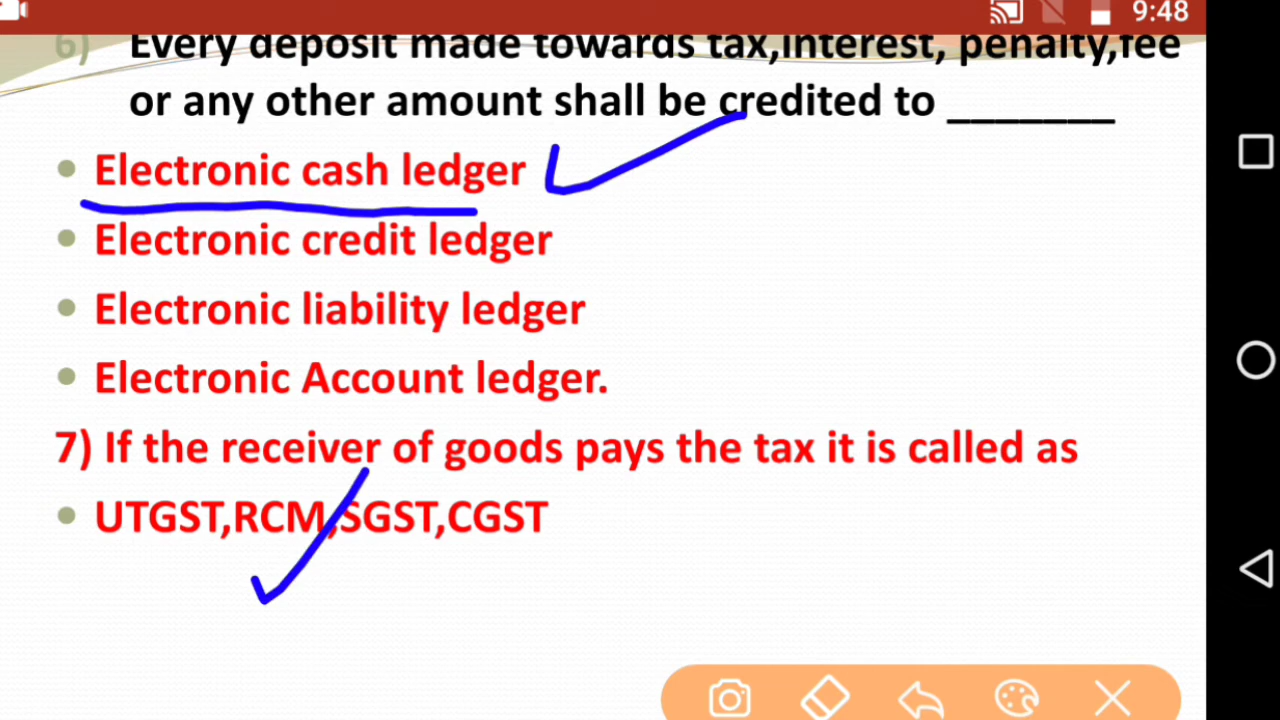 9:48
6) Every deposit made towards tax,interest, penalty,fee
or any other amount shall be credited to _______
Electronic cash ledger
Electronic credit ledger
Electronic liability ledger
Electronic Account ledger.
7) If the receiver of goods pays the tax it is called as
UTGST,RCM,SGST,CGST